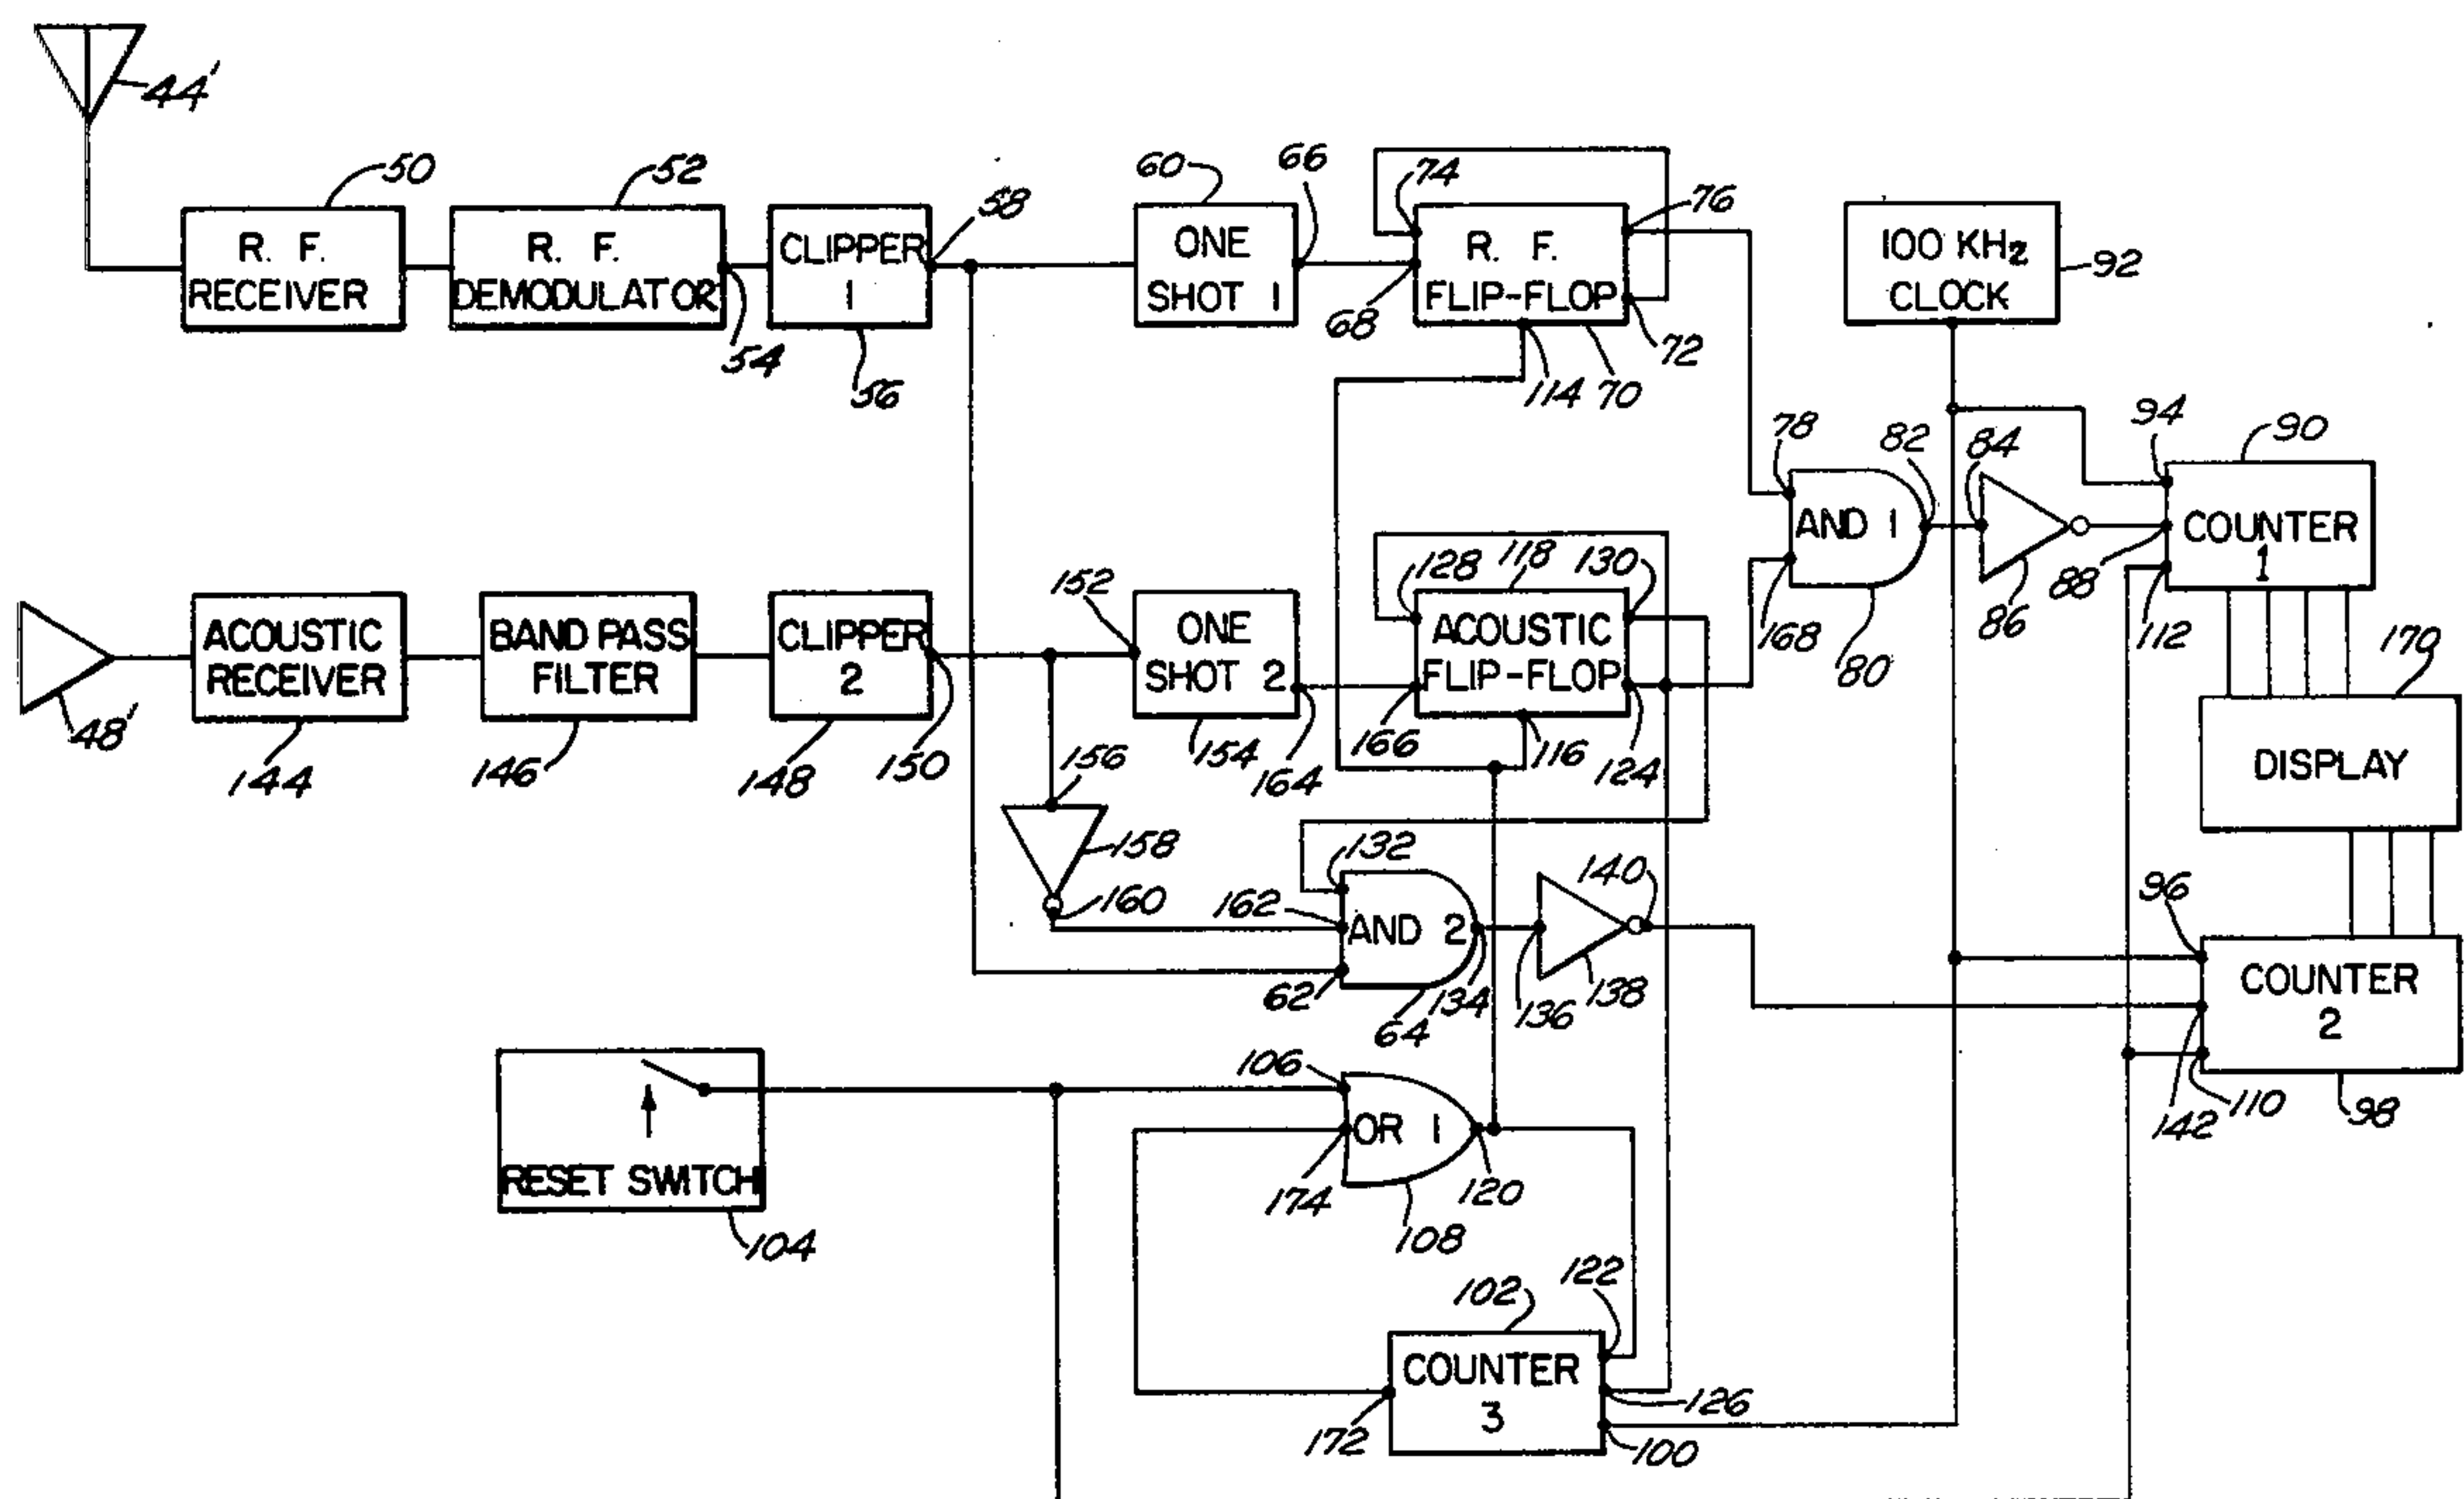 44'
50
52
58
60
66
74
76
R. F.
RECEIVER
R. F.
DEMODULATOR
CLIPPER
1
ONE
SHOT 1
R. F.
FLIP-FLOP
100 KHz
CLOCK
92
54
56
68
72
114
70
78
82
84
94
90
AND 1
COUNTER
1
168
80
86
88
112
170
48'
ACOUSTIC
RECEIVER
BAND PASS
FILTER
CLIPPER
2
152
ONE
SHOT 2
128
118
130
ACOUSTIC
FLIP-FLOP
144
146
148
150
156
154
164
166
116
124
DISPLAY
158
160
132
162
AND 2
140
62
64
134
136
138
96
COUNTER
2
142
110
98
RESET SWITCH
104
106
OR 1
174
120
108
102
122
COUNTER
3
172
126
100